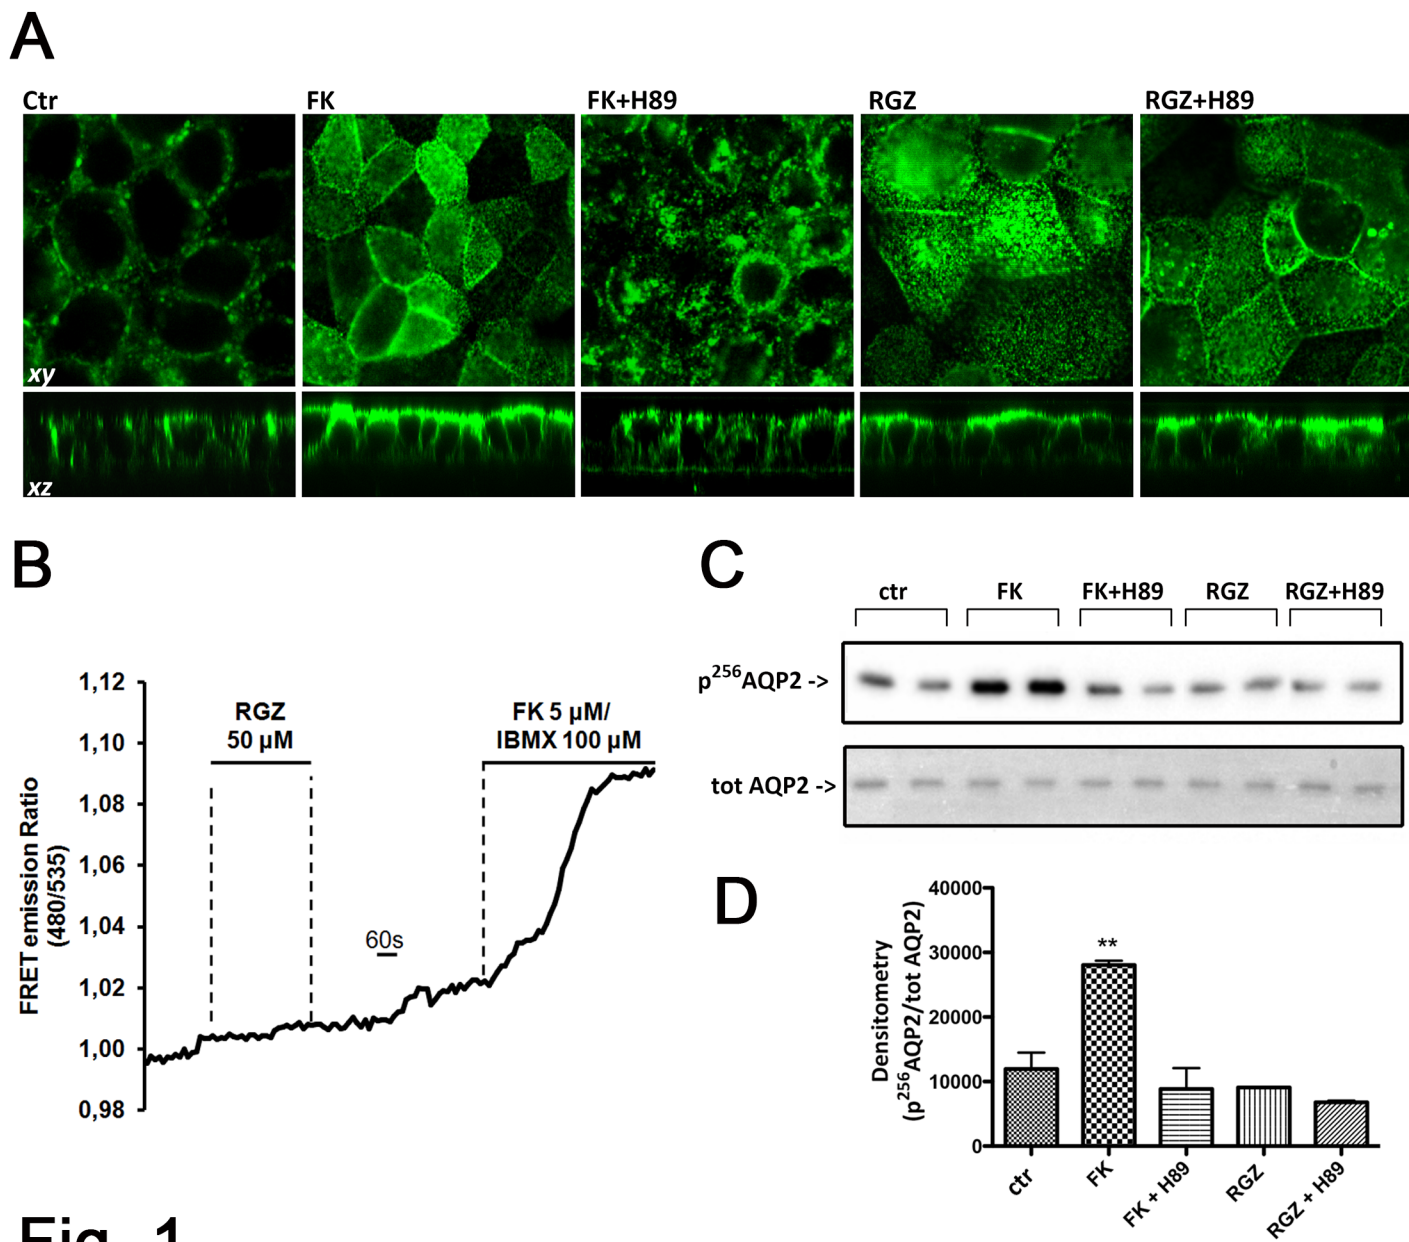 A
Ctr
FK
FK+H89
RGZ
RGZ+H89
xy
xz
B
1,12
1,10
1,08
1,06
1,04
1,02
1,00
0,98
FRET emission Ratio
(480/535)
RGZ
50 µM
60s
FK 5 µM/
IBMX 100 µM
C
ctr
FK
FK+H89
RGZ
RGZ+H89
p256AQP2 ->
tot AQP2 ->
D
40000
30000
20000
10000
0
Densitometry
(p256AQP2/tot AQP2)
**
ctr
FK
FK + H89
RGZ
RGZ + H89
Fig. 1